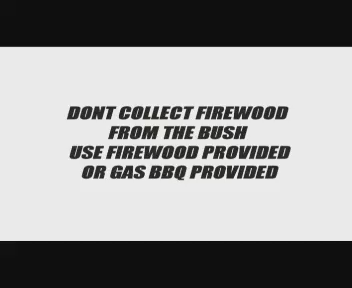 DONT COLLECT FIREWOOD
FROM THE BUSH
USE FIREWOOD PROVIDED
OR GAS BBQ PROVIDED